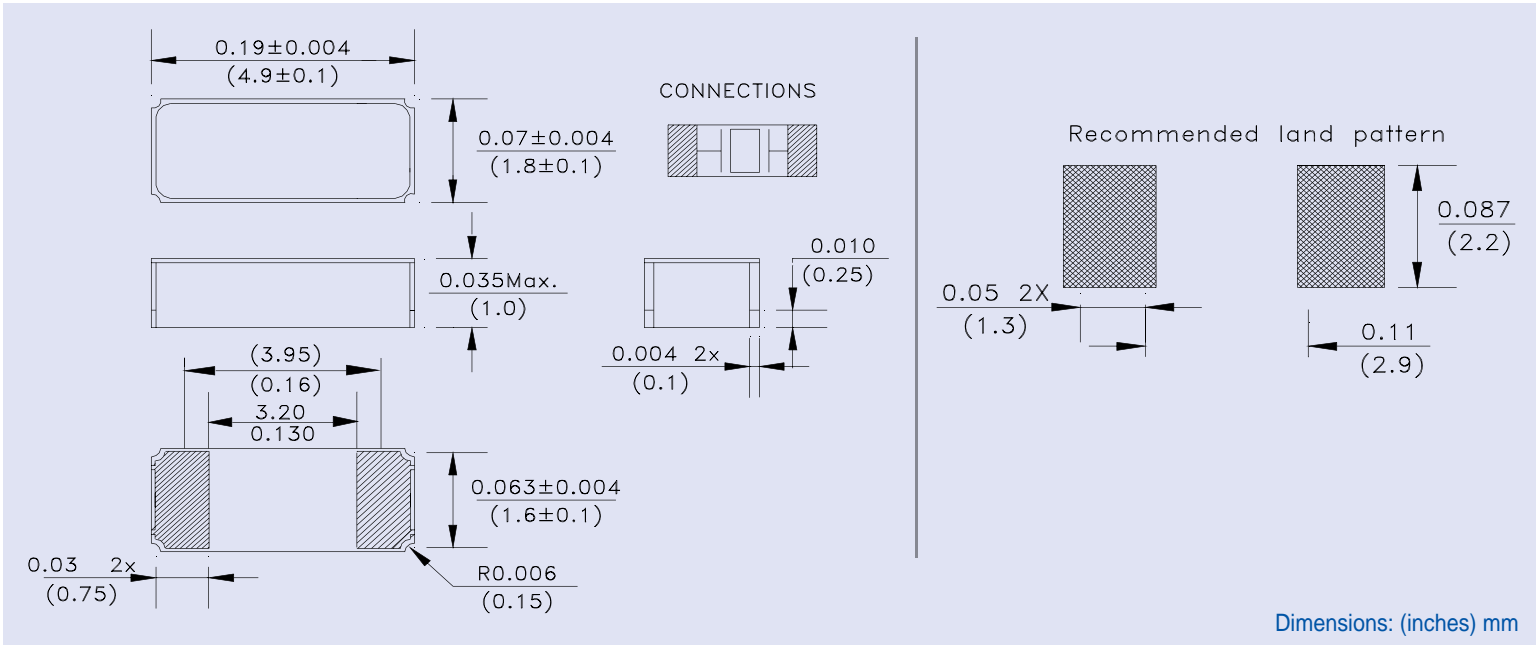 0.19±0.004
(4.9±0.1)
CONNECTIONS
0.07±0.004
(1.8±0.1)
Recommended land pattern
0.087
(2.2)
0.035Max.
(1.0)
0.010
(0.25)
0.05 2X
(1.3)
0.11
(2.9)
(3.95)
(0.16)
0.004 2x
(0.1)
3.20
0.130
0.063±0.004
(1.6±0.1)
0.03 2x
(0.75)
R0.006
(0.15)
Dimensions: (inches) mm